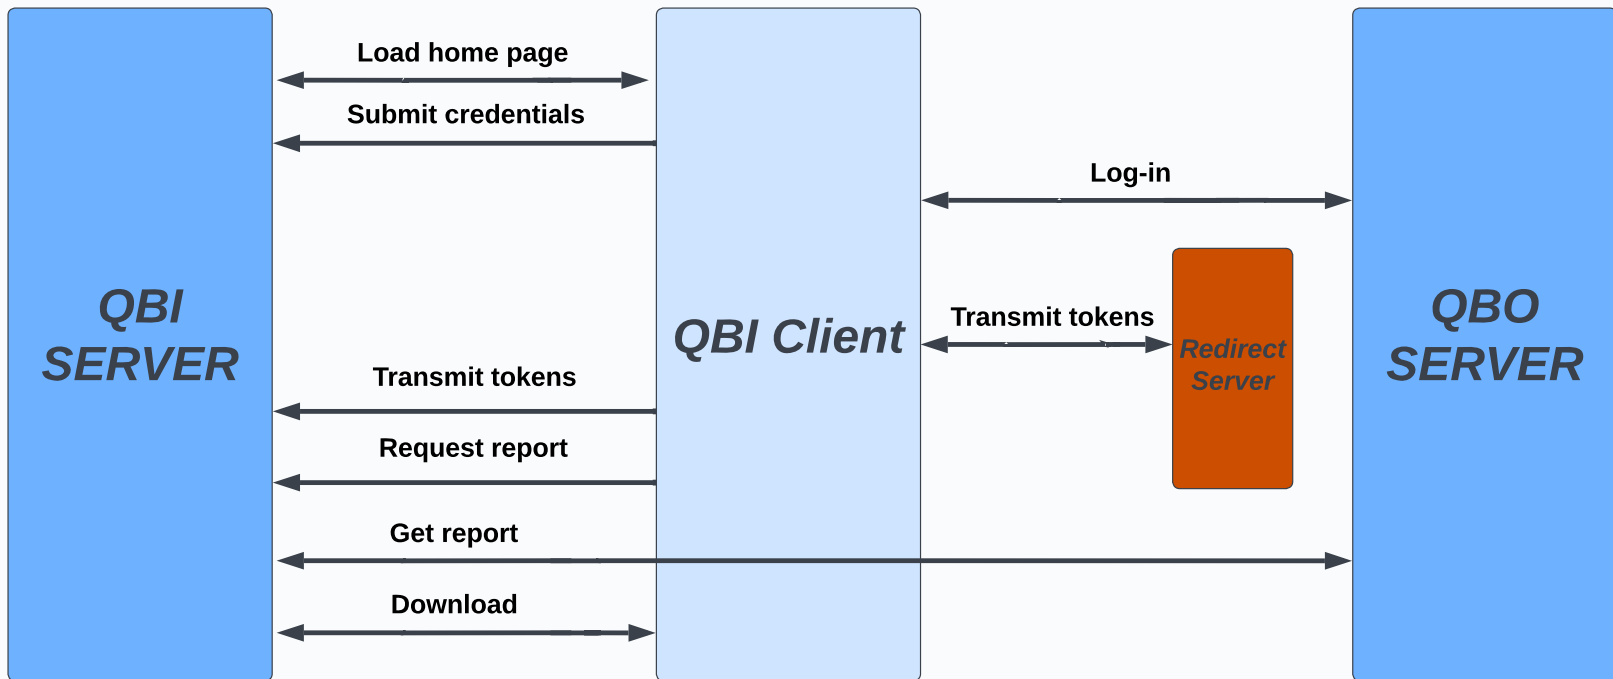 Load home page
Submit credentials
Log-in
QBI
SERVER
QBI Client
Transmit tokens
Redirect
Server
QBO
SERVER
Transmit tokens
Request report
Get report
Download